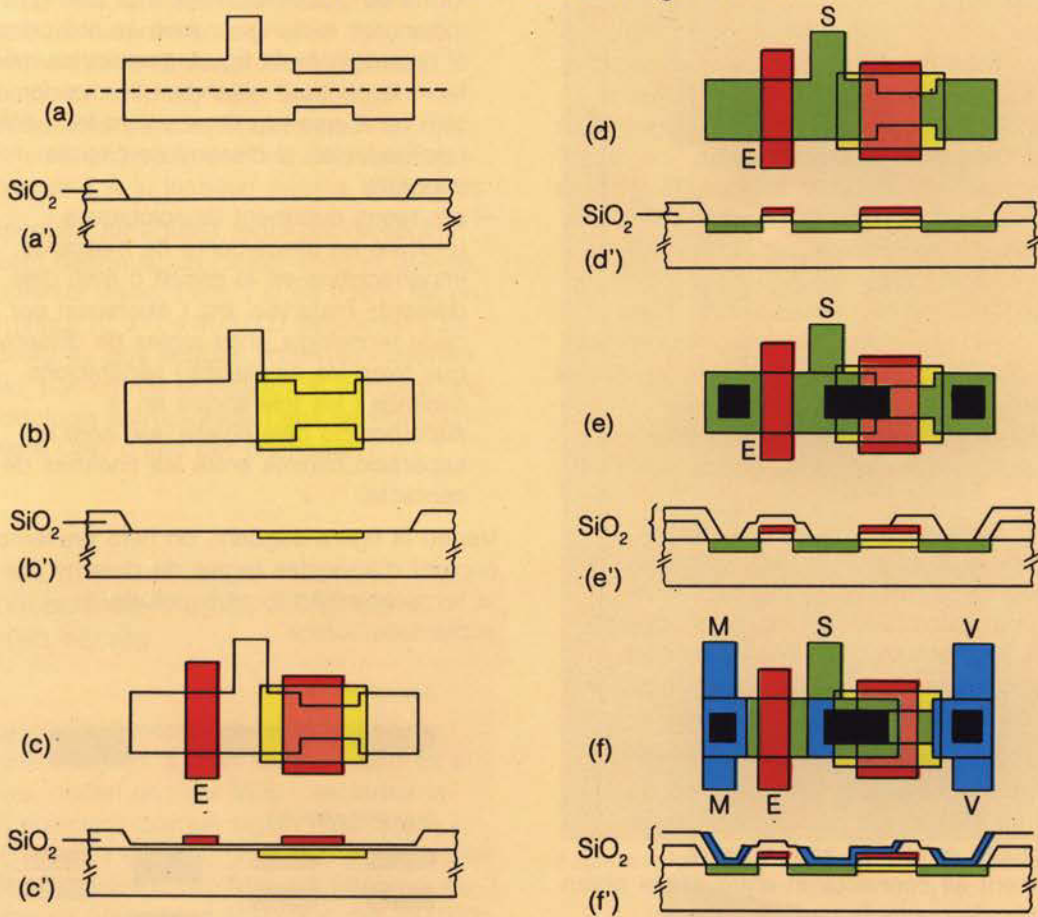 (a)
SiO2
(a')
(b)
SiO2
(b')
(c)
E
SiO2
(c')
S
(d)
E
SiO2
(d')
S
(e)
E
SiO2
(e')
M S V
(f)
M E V
SiO2
(f')